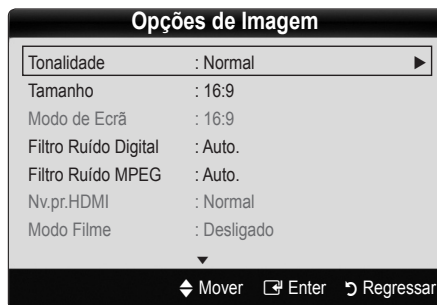 Opções de Imagem
Tonalidade : Normal
Tamanho : 16:9
Modo de Ecrã : 16:9
Filtro Ruído Digital : Auto.
Filtro Ruído MPEG : Auto.
Nv.pr.HDMI : Normal
Modo Filme : Desligado
Mover Enter Regressar